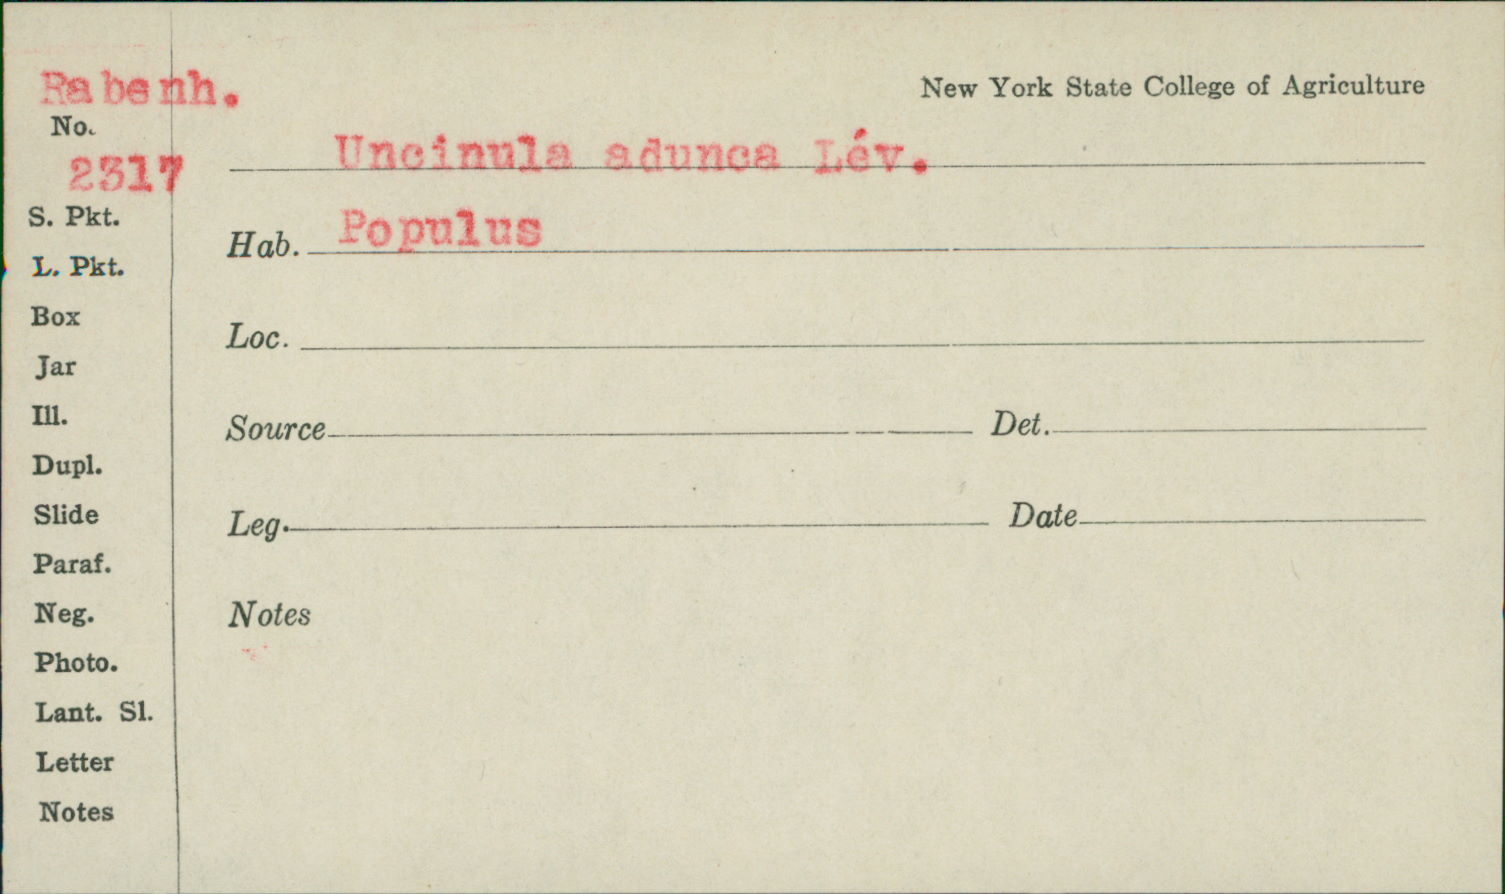 Rabenh.
New York State College of Agriculture
No.
2317
Uncinula adunca Lév.
S. Pkt.
Hab. Populus
L. Pkt.
Box
Loc.
Jar
Ill.
Source Det.
Dupl.
Slide
Leg. Date
Paraf.
Neg.
Notes
Photo.
Lant. Sl.
Letter
Notes